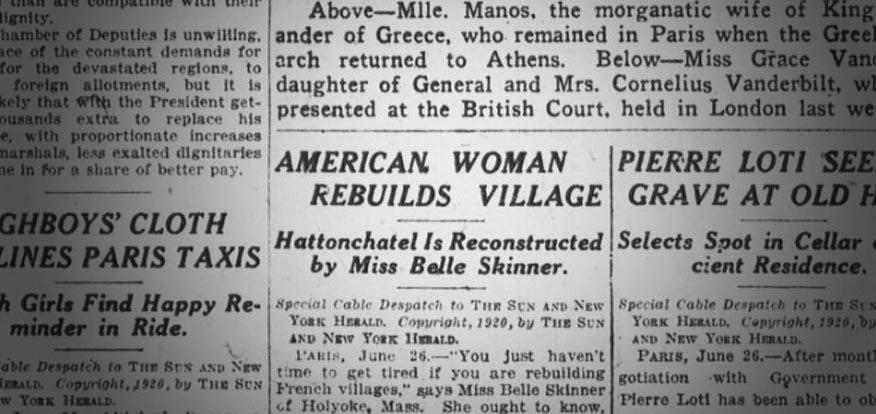 than are compatible with their
dignity.
hamber of Deputies is unwilling,
ace of the constant demands for
for the devastated regions, to
foreign allotments, but it is
kely that with the President get-
ousands extra to replace his
e, with proportionate increases
marshals, less exalted dignitaries
ne in for a share of better pay.
GHBOYS' CLOTH
LINES PARIS TAXIS
h Girls Find Happy Re-
minder in Ride.
able Despatch to THE SUN AND NEW
HERALD. Copyright, 1920, by THE SUN
W YORK HERALD.
Above—Mlle. Manos, the morganatic wife of King
ander of Greece, who remained in Paris when the Greek
arch returned to Athens. Below—Miss Grace Vand
daughter of General and Mrs. Cornelius Vanderbilt, wh
presented at the British Court, held in London last we
AMERICAN WOMAN
REBUILDS VILLAGE
Hattonchatel Is Reconstructed
by Miss Belle Skinner.
Special Cable Despatch to THE SUN AND NEW
YORK HERALD. Copyright, 1920, by THE SUN
AND NEW YORK HERALD.
PARIS, June 26.—"You just haven't
time to get tired if you are rebuilding
French villages," says Miss Belle Skinner
of Holyoke, Mass. She ought to know,
PIERRE LOTI SEE
GRAVE AT OLD H
Selects Spot in Cellar
cient Residence.
Special Cable Despatch to THE SUN
YORK HERALD. Copyright, 1920, by
AND NEW YORK HERALD.
PARIS, June 26.—After month
gotiation with Government
Pierre Loti has been able to ob